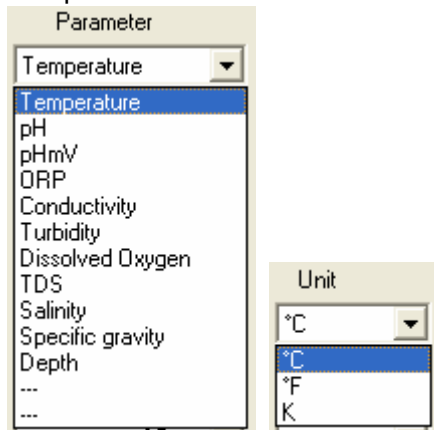 Parameter
Temperature
Temperature
pH
pHmV
ORP
Conductivity
Turbidity
Dissolved Oxygen
TDS
Salinity
Specific gravity
Depth
---
---
Unit
°C
°C
°F
K